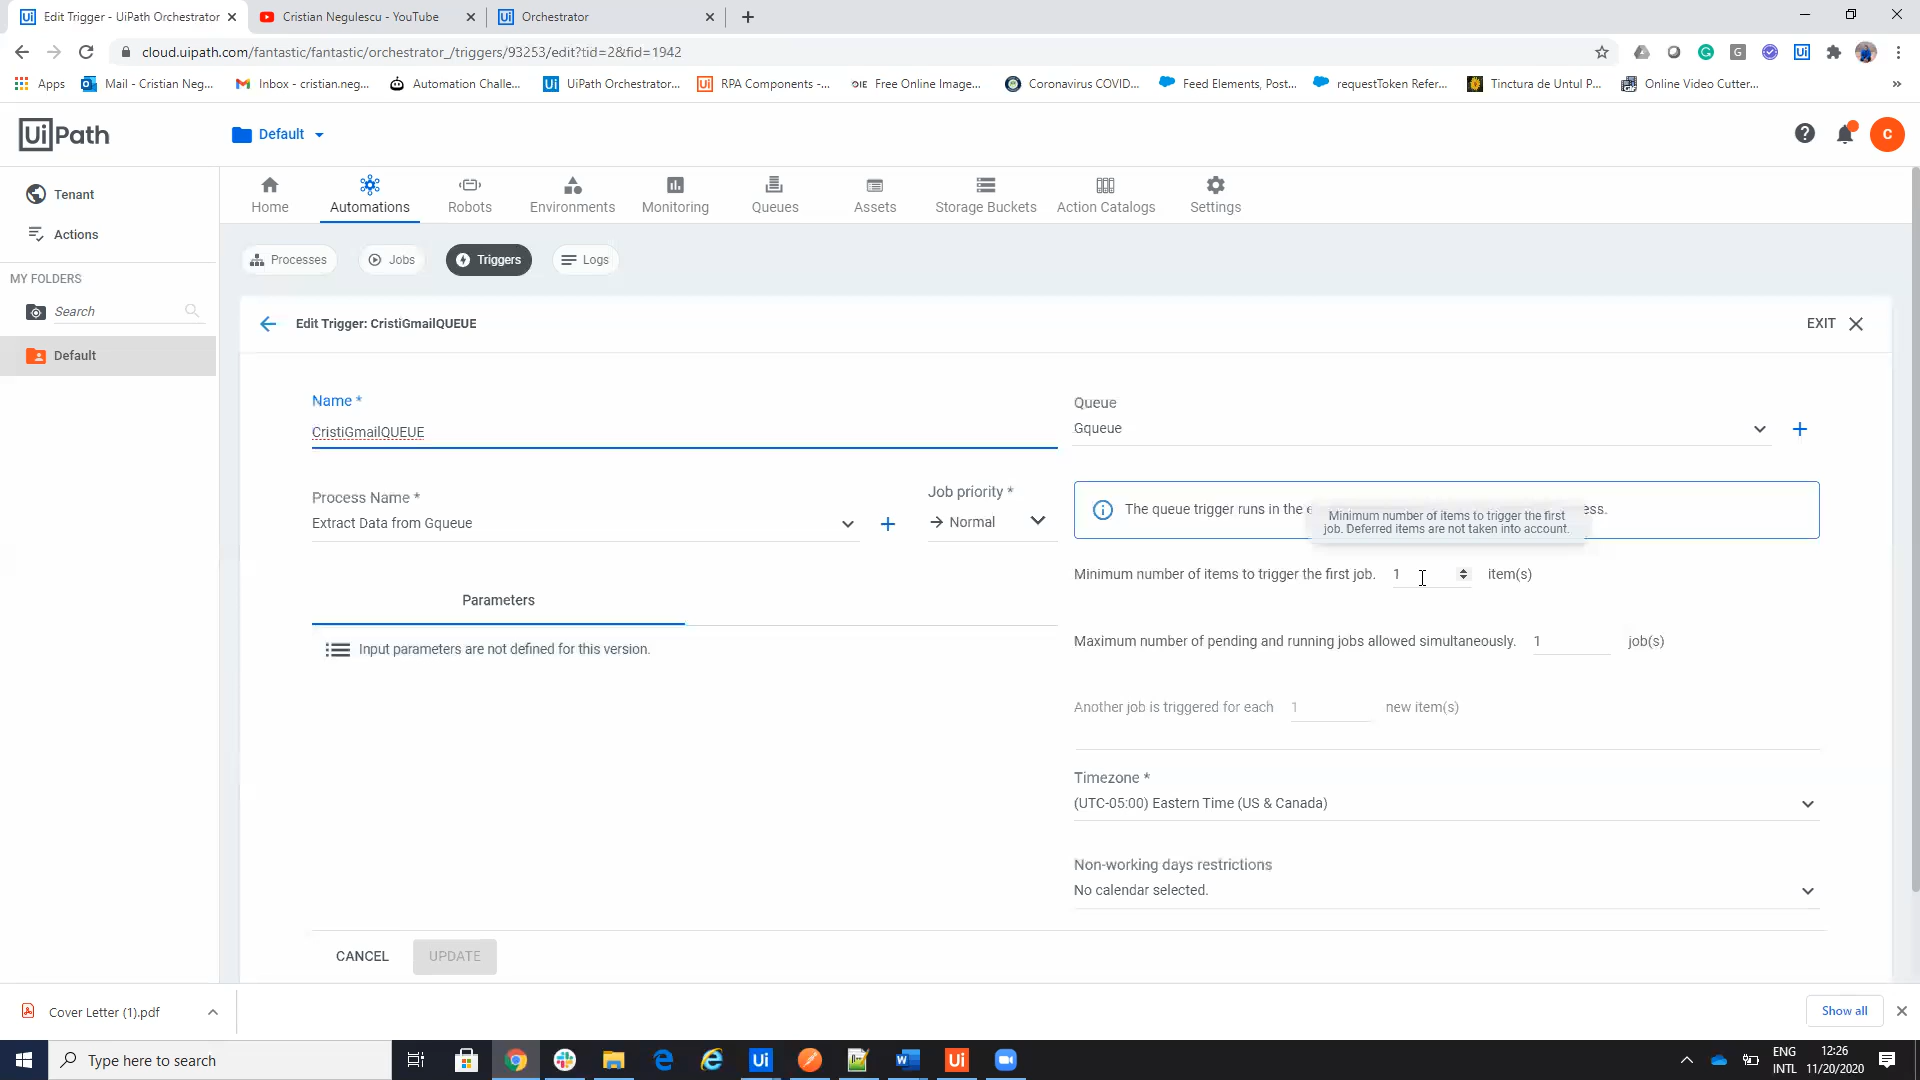 Edit Trigger - UiPath Orchestrator
Cristian Negulescu - YouTube
Orchestrator
cloud.uipath.com/fantastic/fantastic/orchestrator_/triggers/93253/edit?tid=2&fid=1942
Apps
Mail - Cristian Neg...
Inbox - cristian.neg...
Automation Challe...
UiPath Orchestrator...
RPA Components -...
Free Online Image...
Coronavirus COVID...
Feed Elements, Post...
requestToken Refer...
Tinctura de Untul P...
Online Video Cutter...
UiPath
Default
C
Tenant
Actions
MY FOLDERS
Search
Default
Home
Automations
Robots
Environments
Monitoring
Queues
Assets
Storage Buckets
Action Catalogs
Settings
Processes
Jobs
Triggers
Logs
Edit Trigger: CristiGmailQUEUE
EXIT
Name *
CristiGmailQUEUE
Process Name *
Extract Data from Gqueue
Job priority *
Normal
Parameters
Input parameters are not defined for this version.
Queue
Gqueue
The queue trigger runs in the e
ess.
Minimum number of items to trigger the first
job. Deferred items are not taken into account.
Minimum number of items to trigger the first job. 1 item(s)
Maximum number of pending and running jobs allowed simultaneously. 1 job(s)
Another job is triggered for each 1 new item(s)
Timezone *
(UTC-05:00) Eastern Time (US & Canada)
Non-working days restrictions
No calendar selected.
CANCEL
UPDATE
Cover Letter (1).pdf
Show all
Type here to search
ENG
INTL
12:26
11/20/2020